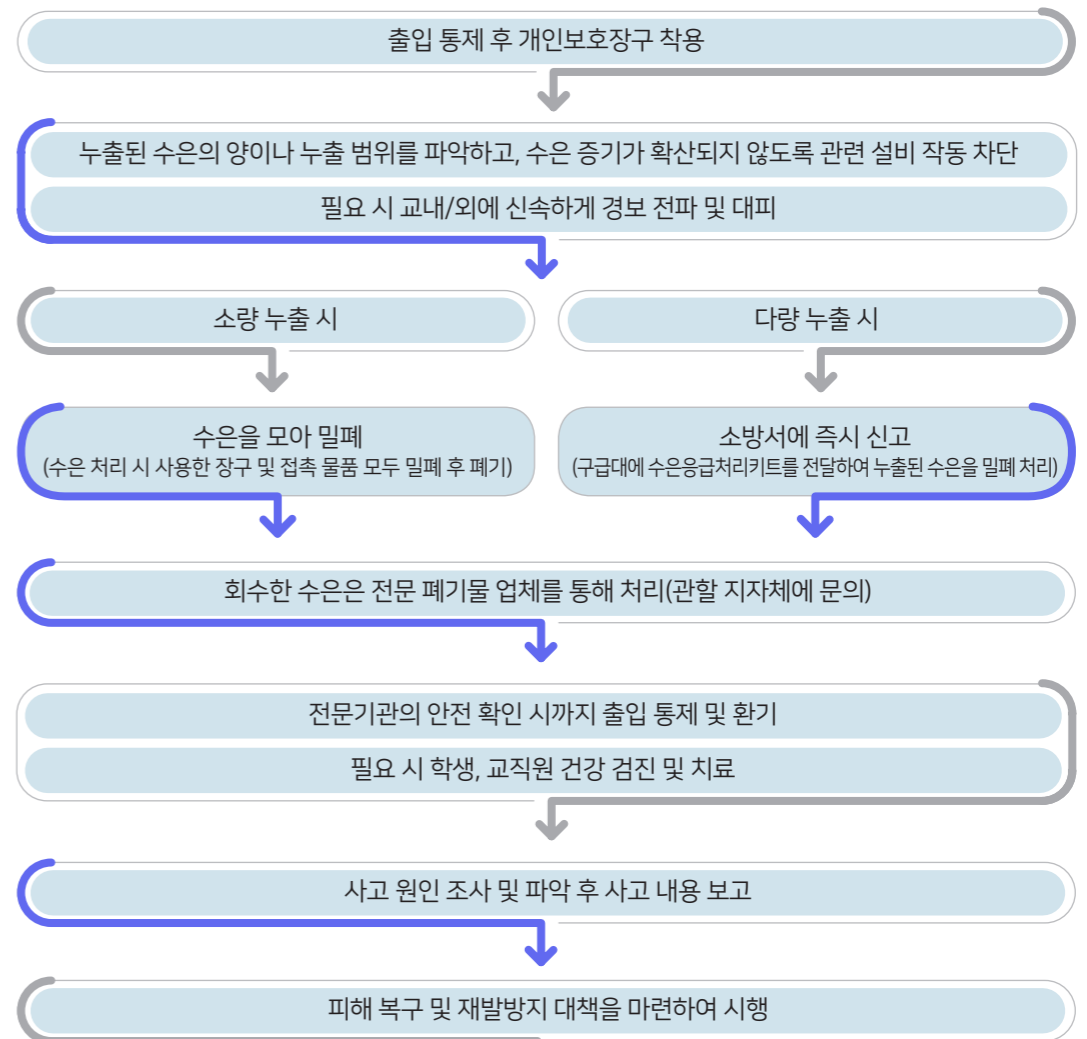 출입 통제 후 개인보호장구 착용
누출된 수은의 양이나 누출 범위를 파악하고, 수은 증기가 확산되지 않도록 관련 설비 작동 차단
필요 시 교내/외에 신속하게 경보 전파 및 대피
소량 누출 시
다량 누출 시
수은을 모아 밀폐
(수은 처리 시 사용한 장구 및 접촉 물품 모두 밀폐 후 폐기)
소방서에 즉시 신고
(구급대에 수은응급처리키트를 전달하여 누출된 수은을 밀폐 처리)
회수한 수은은 전문 폐기물 업체를 통해 처리(관할 지자체에 문의)
전문기관의 안전 확인 시까지 출입 통제 및 환기
필요 시 학생, 교직원 건강 검진 및 치료
사고 원인 조사 및 파악 후 사고 내용 보고
피해 복구 및 재발방지 대책을 마련하여 시행